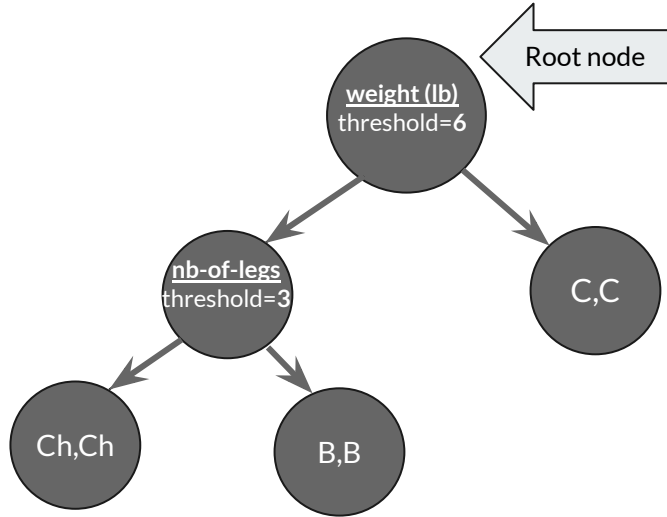 Root node
weight (lb)
threshold=6
nb-of-legs
threshold=3
C,C
Ch,Ch
B,B